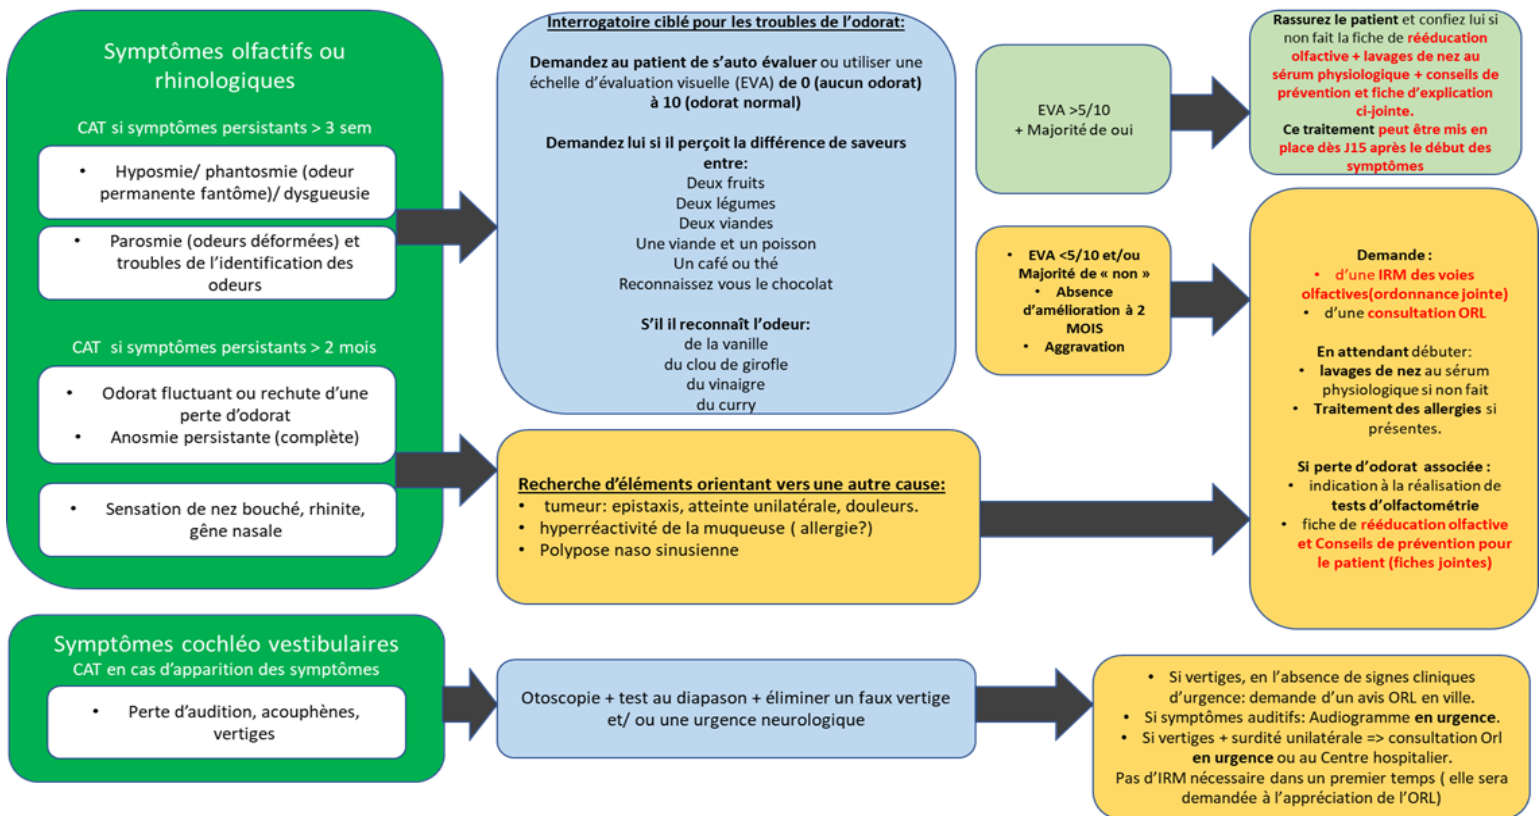 Symptômes olfactifs ou
rhinologiques
CAT si symptômes persistants > 3 sem
• Hyposmie/ phantosmie (odeur
permanente fantôme)/ dysgueusie
• Parosmie (odeurs déformées) et
troubles de l'identification des
odeurs
CAT si symptômes persistants > 2 mois
• Odorat fluctuant ou rechute d'une
perte d'odorat
• Anosmie persistante (complète)
• Sensation de nez bouché, rhinite,
gêne nasale
Interrogatoire ciblé pour les troubles de l'odorat:
Demandez au patient de s'auto évaluer ou utiliser une
échelle d'évaluation visuelle (EVA) de 0 (aucun odorat)
à 10 (odorat normal)
Demandez lui si il perçoit la différence de saveurs
entre:
Deux fruits
Deux légumes
Deux viandes
Une viande et un poisson
Un café ou thé
Reconnaissez vous le chocolat
S'il il reconnaît l'odeur:
de la vanille
du clou de girofle
du vinaigre
du curry
Recherche d'éléments orientant vers une autre cause:
• tumeur: epistaxis, atteinte unilatérale, douleurs.
• hyperréactivité de la muqueuse ( allergie?)
• Polypose naso sinusienne
EVA >5/10
+ Majorité de oui
Rassurez le patient et confiez lui si
non fait la fiche de rééducation
olfactive + lavages de nez au
sérum physiologique + conseils de
prévention et fiche d'explication
ci-jointe.
Ce traitement peut être mis en
place dès J15 après le début des
symptômes
• EVA <5/10 et/ou
Majorité de « non »
• Absence
d'amélioration à 2
MOIS
• Aggravation
Demande :
• d'une IRM des voies
olfactives(ordonnance jointe)
• d'une consultation ORL
En attendant débuter:
• lavages de nez au sérum
physiologique si non fait
• Traitement des allergies si
présentes.
Si perte d'odorat associée :
• indication à la réalisation de
tests d'olfactométrie
• fiche de rééducation olfactive
et Conseils de prévention pour
le patient (fiches jointes)
Symptômes cochléo vestibulaires
CAT en cas d'apparition des symptômes
• Perte d'audition, acouphènes,
vertiges
Otoscopie + test au diapason + éliminer un faux vertige
et/ ou une urgence neurologique
• Si vertiges, en l'absence de signes cliniques
d'urgence: demande d'un avis ORL en ville.
• Si symptômes auditifs: Audiogramme en urgence.
• Si vertiges + surdité unilatérale => consultation Orl
en urgence ou au Centre hospitalier.
Pas d'IRM nécessaire dans un premier temps ( elle sera
demandée à l'appréciation de l'ORL)